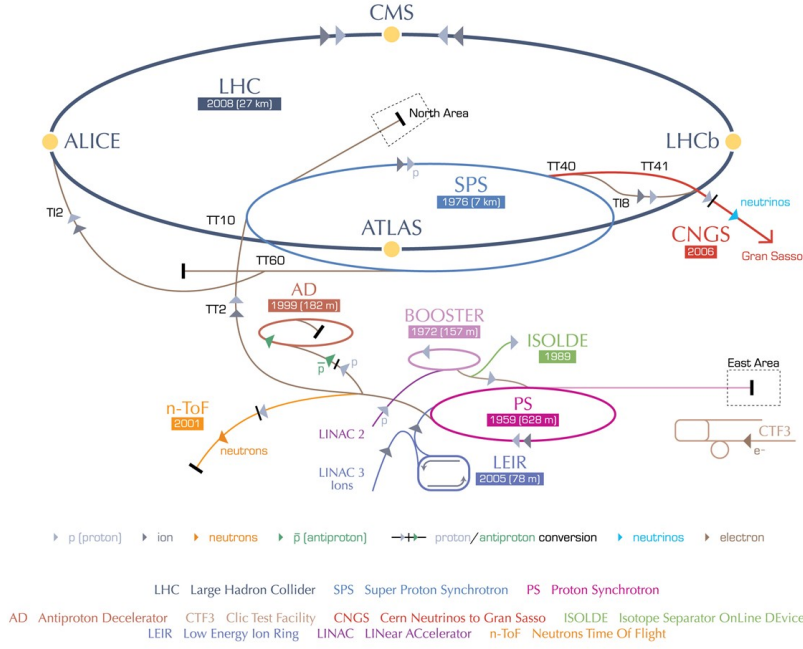 CMS
LHC
2008 (27 km)
North Area
ALICE
LHCb
TT40
TT41
p
SPS
1976 (7 km)
TI8
neutrinos
TI2
TT10
ATLAS
CNGS
2006
Gran Sasso
TT60
AD
1999 (182 m)
TT2
BOOSTER
1972 (157 m)
ISOLDE
1989
East Area
p̅
p
n-ToF
2001
PS
1959 (628 m)
p
LINAC 2
neutrons
CTF3
e-
LEIR
2005 (78 m)
LINAC 3
Ions
p (proton) ion neutrons p̅ (antiproton) proton/antiproton conversion neutrinos electron
LHC Large Hadron Collider SPS Super Proton Synchrotron PS Proton Synchrotron
AD Antiproton Decelerator CTF3 Clic Test Facility CNGS Cern Neutrinos to Gran Sasso ISOLDE Isotope Separator OnLine DEvice
LEIR Low Energy Ion Ring LINAC LINear ACcelerator n-ToF Neutrons Time Of Flight